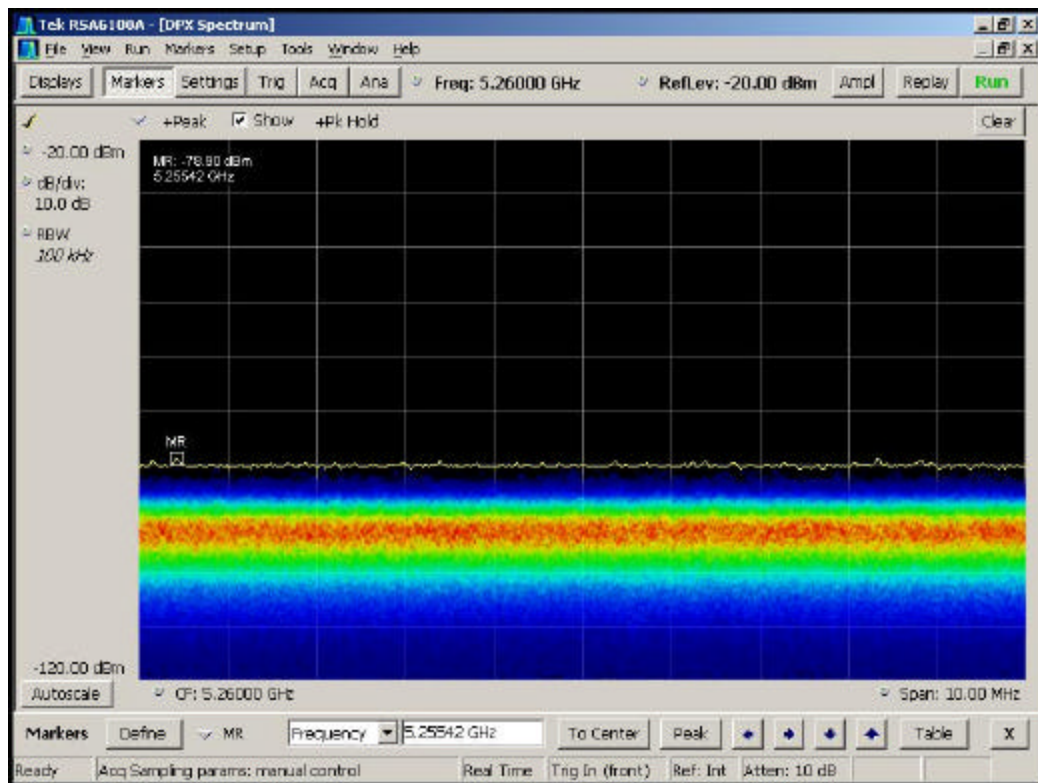 Tek RSA6100A - [DPX Spectrum]
File View Run Markers Setup Tools Window Help
Displays Markers Settings Trig Acq Ana Freq: 5.26000 GHz RefLev: -20.00 dBm Ampl Replay Run
+Peak Show +Pk Hold Clear
-20.00 dBm
dB/div:
10.0 dB
RBW
100 kHz
MR: -78.90 dBm
5.25542 GHz
MR
-120.00 dBm
Autoscale CF: 5.26000 GHz Span: 10.00 MHz
Markers Define MR Frequency 5.25542 GHz To Center Peak Table X
Ready Acq Sampling params: manual control Real Time Trig In (front) Ref: Int Atten: 10 dB